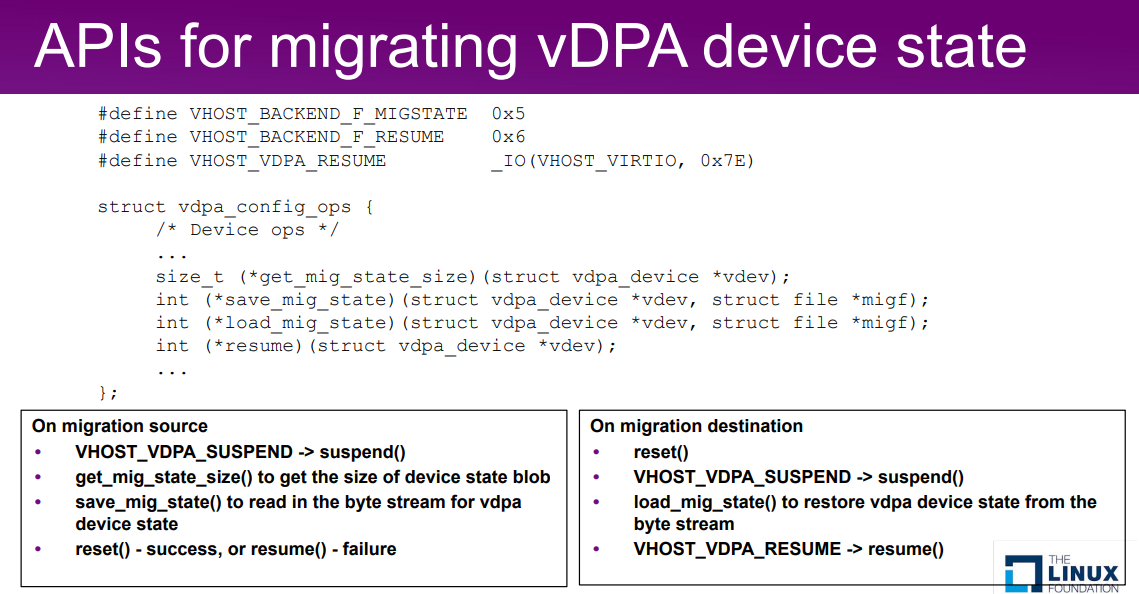 APIs for migrating vDPA device state
#define VHOST_BACKEND_F_MIGSTATE 0x5
#define VHOST_BACKEND_F_RESUME 0x6
#define VHOST_VDPA_RESUME _IO(VHOST_VIRTIO, 0x7E)
struct vdpa_config_ops {
/* Device ops */
...
size_t (*get_mig_state_size)(struct vdpa_device *vdev);
int (*save_mig_state)(struct vdpa_device *vdev, struct file *migf);
int (*load_mig_state)(struct vdpa_device *vdev, struct file *migf);
int (*resume)(struct vdpa_device *vdev);
...
};
On migration source
• VHOST_VDPA_SUSPEND -> suspend()
• get_mig_state_size() to get the size of device state blob
• save_mig_state() to read in the byte stream for vdpa
device state
• reset() - success, or resume() - failure
On migration destination
• reset()
• VHOST_VDPA_SUSPEND -> suspend()
• load_mig_state() to restore vdpa device state from the
byte stream
• VHOST_VDPA_RESUME -> resume()
THE
LINUX
FOUNDATION